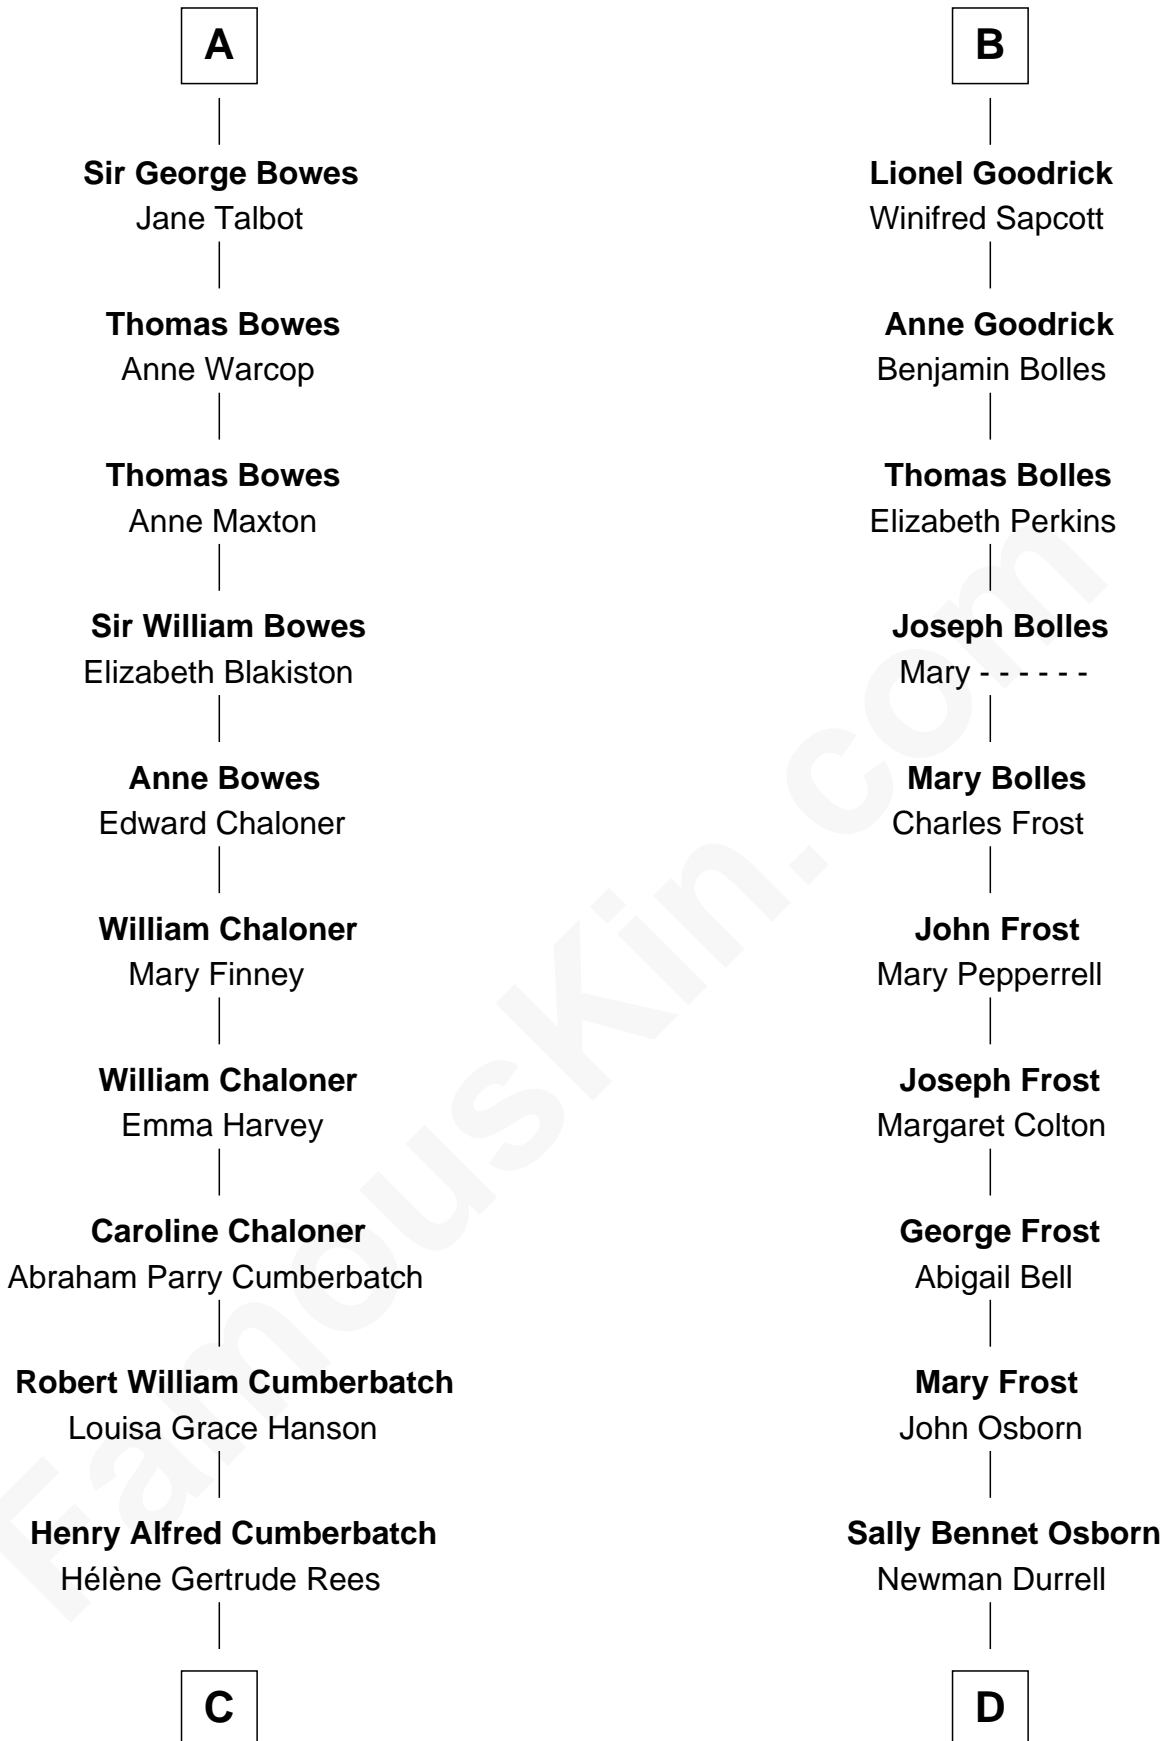 A
Sir George Bowes
Jane Talbot
Thomas Bowes
Anne Warcop
Thomas Bowes
Anne Maxton
Sir William Bowes
Elizabeth Blakiston
Anne Bowes
Edward Chaloner
William Chaloner
Mary Finney
William Chaloner
Emma Harvey
Caroline Chaloner
Abraham Parry Cumberbatch
Robert William Cumberbatch
Louisa Grace Hanson
Henry Alfred Cumberbatch
Hélène Gertrude Rees
C
B
Lionel Goodrick
Winifred Sapcott
Anne Goodrick
Benjamin Bolles
Thomas Bolles
Elizabeth Perkins
Joseph Bolles
Mary - - - - - -
Mary Bolles
Charles Frost
John Frost
Mary Pepperrell
Joseph Frost
Margaret Colton
George Frost
Abigail Bell
Mary Frost
John Osborn
Sally Bennet Osborn
Newman Durrell
D
FamousKin.com